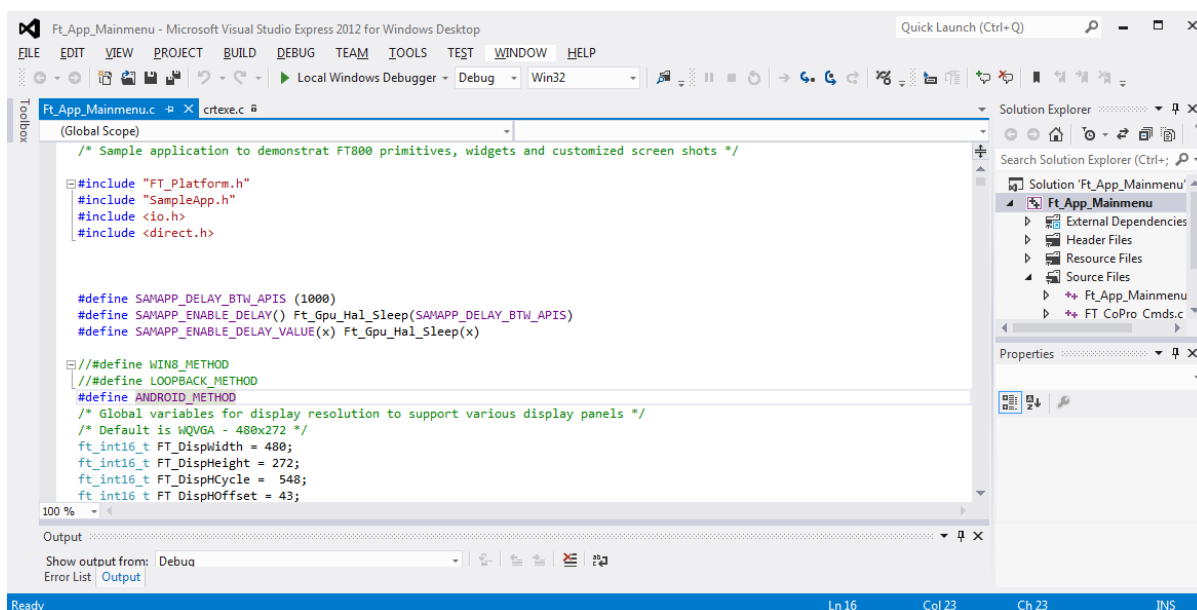 Ft_App_Mainmenu - Microsoft Visual Studio Express 2012 for Windows Desktop
Quick Launch (Ctrl+Q)
FILE EDIT VIEW PROJECT BUILD DEBUG TEAM TOOLS TEST WINDOW HELP
Local Windows Debugger Debug Win32
Toolbox
Ft_App_Mainmenu.c crtexe.c
(Global Scope)
/* Sample application to demonstrat FT800 primitives, widgets and customized screen shots */
#include "FT_Platform.h"
#include "SampleApp.h"
#include <io.h>
#include <direct.h>
#define SAMAPP_DELAY_BTW_APIS (1000)
#define SAMAPP_ENABLE_DELAY() Ft_Gpu_Hal_Sleep(SAMAPP_DELAY_BTW_APIS)
#define SAMAPP_ENABLE_DELAY_VALUE(x) Ft_Gpu_Hal_Sleep(x)
//#define WIN8_METHOD
//#define LOOPBACK_METHOD
#define ANDROID_METHOD
/* Global variables for display resolution to support various display panels */
/* Default is WQVGA - 480x272 */
ft_int16_t FT_DispWidth = 480;
ft_int16_t FT_DispHeight = 272;
ft_int16_t FT_DispHCycle =  548;
ft_int16_t FT_DispHOffset = 43;
100 %
Output
Show output from: Debug
Error List Output
Solution Explorer
Search Solution Explorer (Ctrl+;
Solution 'Ft_App_Mainmenu'
Ft_App_Mainmenu
External Dependencies
Header Files
Resource Files
Source Files
Ft_App_Mainmenu
FT_CoPro_Cmds.c
Properties
Ready Ln 16 Col 23 Ch 23 INS